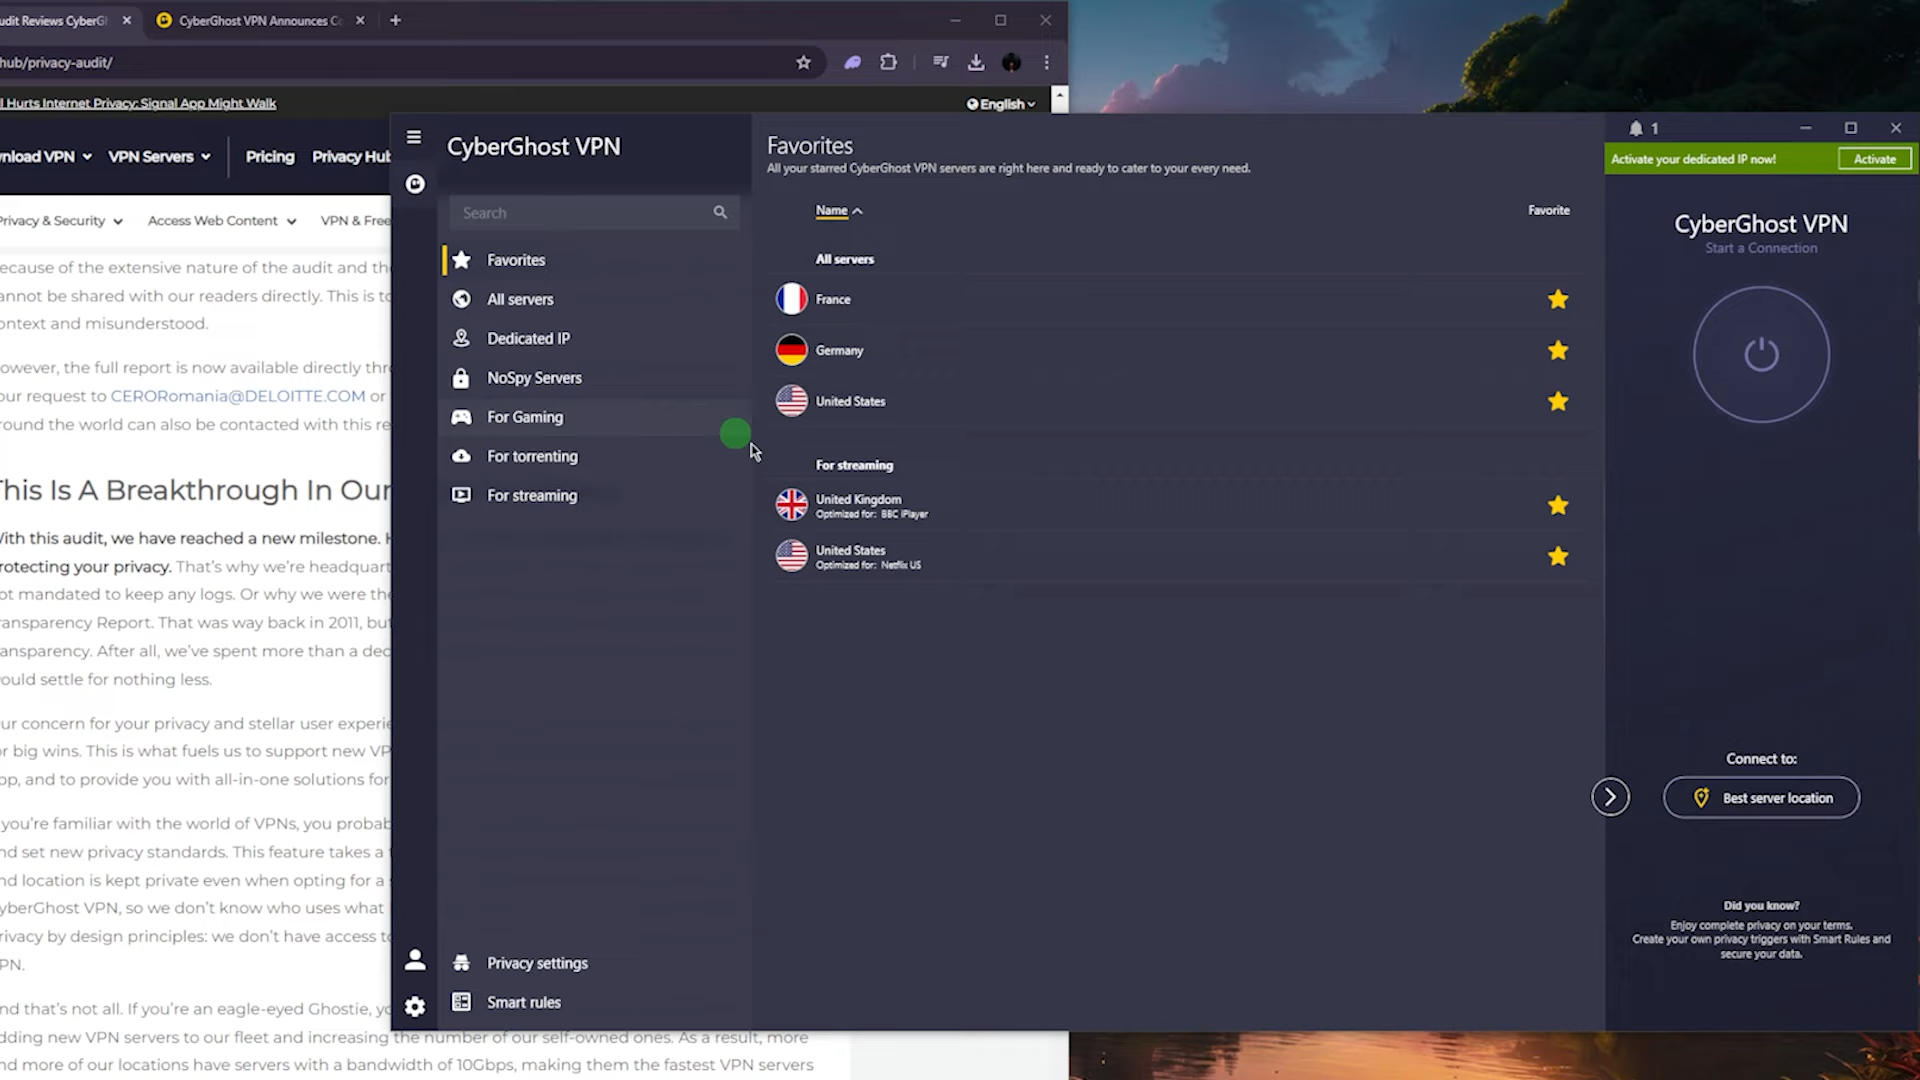 udit Reviews CyberGh
CyberGhost VPN Announces Co
hub/privacy-audit/
l Hurts Internet Privacy: Signal App Might Walk
English
nload VPN
VPN Servers
Pricing
Privacy Hub
Privacy & Security
Access Web Content
VPN & Free
ecause of the extensive nature of the audit and the
annot be shared with our readers directly. This is to
ontext and misunderstood.
owever, the full report is now available directly thr
our request to CERORomania@DELOITTE.COM or
round the world can also be contacted with this re
This Is A Breakthrough In Our
ith this audit, we have reached a new milestone. H
rotecting your privacy. That's why we're headquart
ot mandated to keep any logs. Or why we were the
ransparency Report. That was way back in 2011, but
ansparency. After all, we've spent more than a dec
ould settle for nothing less.
ur concern for your privacy and stellar user experie
or big wins. This is what fuels us to support new VP
pp, and to provide you with all-in-one solutions for
you're familiar with the world of VPNs, you probab
nd set new privacy standards. This feature takes a
nd location is kept private even when opting for a
yberGhost VPN, so we don't know who uses what
rivacy by design principles: we don't have access to
PN.
nd that's not all. If you're an eagle-eyed Ghostie, yo
dding new VPN servers to our fleet and increasing the number of our self-owned ones. As a result, more
nd more of our locations have servers with a bandwidth of 10Gbps, making them the fastest VPN servers
CyberGhost VPN
Search
Favorites
All servers
Dedicated IP
NoSpy Servers
For Gaming
For torrenting
For streaming
Privacy settings
Smart rules
Favorites
All your starred CyberGhost VPN servers are right here and ready to cater to your every need.
Name
Favorite
All servers
France
Germany
United States
For streaming
United Kingdom
Optimized for: BBC iPlayer
United States
Optimized for: Netflix US
1
Activate your dedicated IP now!
Activate
CyberGhost VPN
Start a Connection
Connect to:
Best server location
Did you know?
Enjoy complete privacy on your terms.
Create your own privacy triggers with Smart Rules and
secure your data.